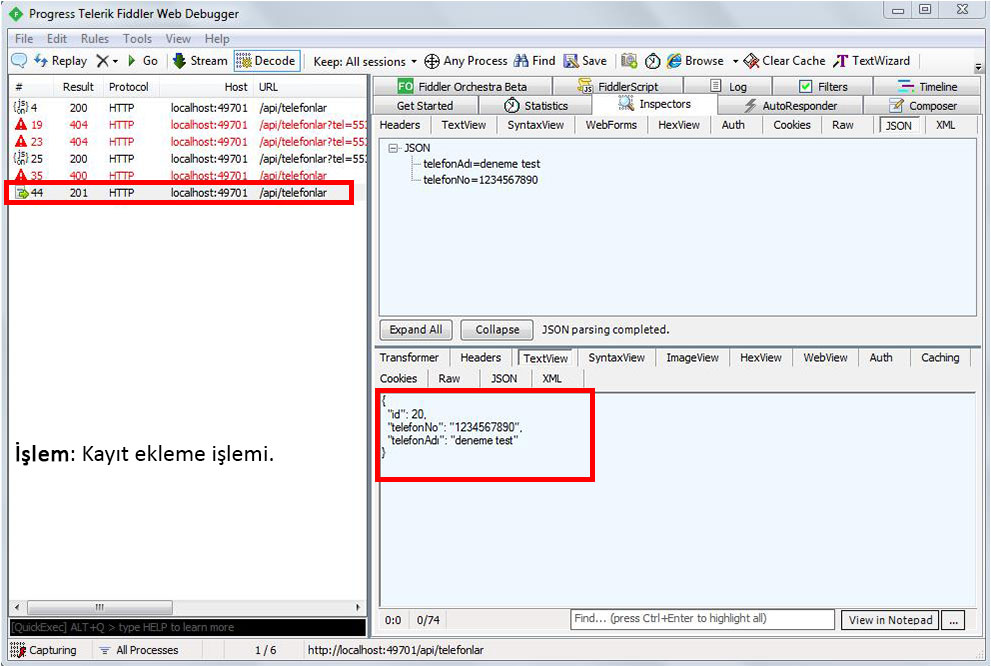 Progress Telerik Fiddler Web Debugger
File Edit Rules Tools View Help
Replay Go Stream Decode Keep: All sessions Any Process Find Save Browse Clear Cache TextWizard
# Result Protocol Host URL
4 200 HTTP localhost:49701 /api/telefonlar
19 404 HTTP localhost:49701 /api/telefonlar?tel=553
23 404 HTTP localhost:49701 /api/telefonlar?tel=553
25 200 HTTP localhost:49701 /api/telefonlar?tel=553
35 400 HTTP localhost:49701 /api/telefonlar
44 201 HTTP localhost:49701 /api/telefonlar
İşlem: Kayıt ekleme işlemi.
[QuickExec] ALT+Q > type HELP to learn more
FO Fiddler Orchestra Beta FiddlerScript Log Filters Timeline
Get Started Statistics Inspectors AutoResponder Composer
Headers TextView SyntaxView WebForms HexView Auth Cookies Raw JSON XML
JSON
telefonAdı=deneme test
telefonNo=1234567890
Expand All Collapse JSON parsing completed.
Transformer Headers TextView SyntaxView ImageView HexView WebView Auth Caching
Cookies Raw JSON XML
{
"id": 20,
"telefonNo": "1234567890",
"telefonAdı": "deneme test"
}
0:0 0/74 Find... (press Ctrl+Enter to highlight all) View in Notepad ...
Capturing All Processes 1 / 6 http://localhost:49701/api/telefonlar